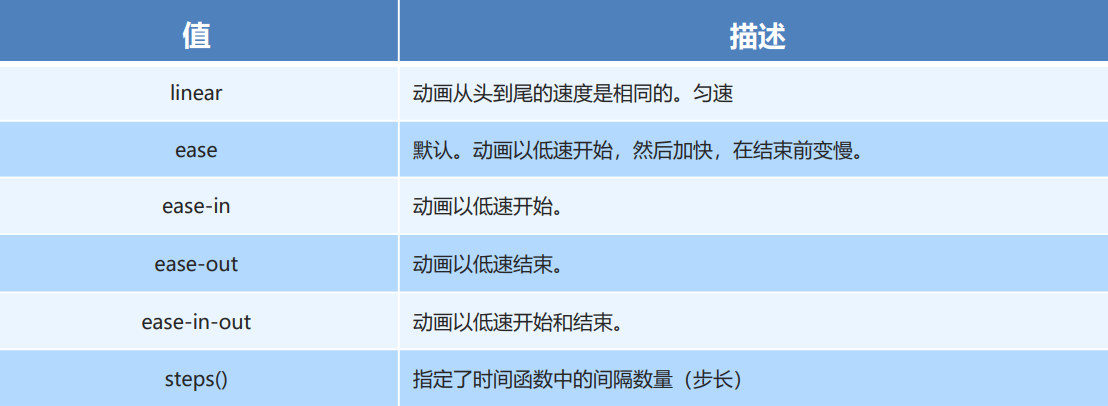 值 描述
linear 动画从头到尾的速度是相同的。匀速
ease 默认。动画以低速开始，然后加快，在结束前变慢。
ease-in 动画以低速开始。
ease-out 动画以低速结束。
ease-in-out 动画以低速开始和结束。
steps() 指定了时间函数中的间隔数量（步长）